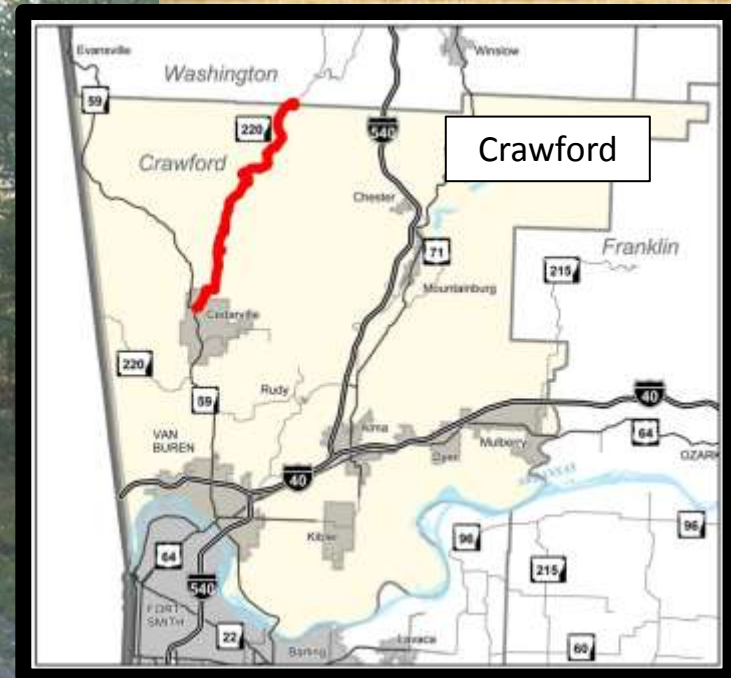 Evansville
Winslow
Washington
59
540
220
Crawford
Crawford
Chester
71
Franklin
215
Mountainburg
Cedarville
220
Rudy
59
40
VAN
BUREN
Alma
Dyer
Mulberry
64
OZARK
40
96
96
Kibler
64
215
540
FORT
SMITH
22
Barling
Lavaca
60